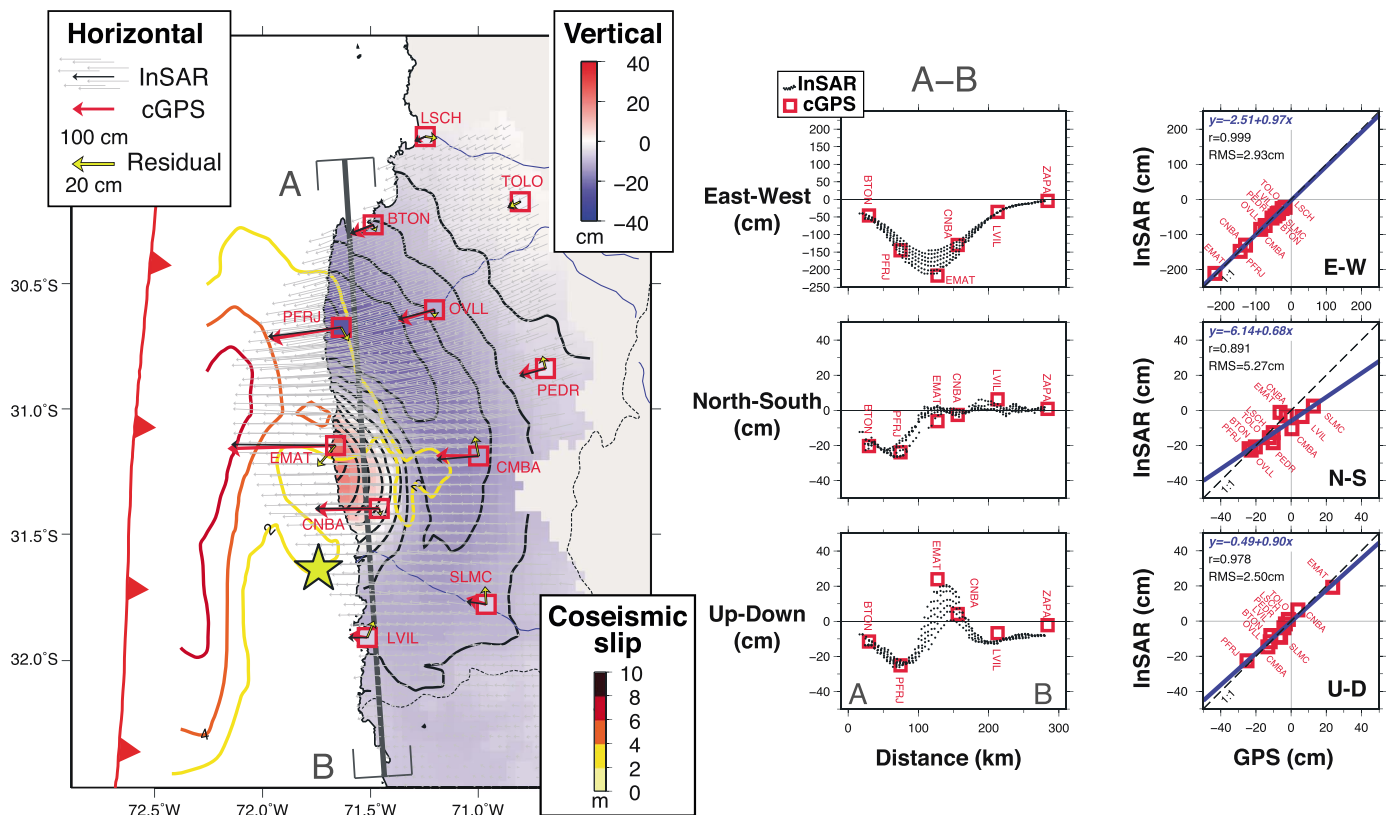 Horizontal
InSAR
cGPS
100 cm
Residual
20 cm
Vertical
40
20
0
−20
−40
cm
LSCH
TOLO
A
BTON
OVLL
PFRJ
PEDR
EMAT
CMBA
CNBA
2
2
SLMC
LVIL
4
B
30.5˚S
31.0˚S
31.5˚S
32.0˚S
72.5˚W
72.0˚W
71.5˚W
71.0˚W
Coseismic
slip
10
8
6
4
2
0
m
A–B
InSAR
cGPS
East-West
(cm)
250
200
150
100
50
0
−50
−100
−150
−200
−250
BTON
PFRJ
CNBA
EMAT
LVIL
ZAPA
North-South
(cm)
40
20
0
−20
−40
BTON
PFRJ
EMAT
CNBA
LVIL
ZAPA
Up-Down
(cm)
40
20
0
−20
−40
BTON
PFRJ
EMAT
CNBA
LVIL
ZAPA
A
B
0
100
200
300
Distance (km)
InSAR (cm)
200
100
0
−100
−200
y=−2.51+0.97x
r=0.999
RMS=2.93cm
TOLO
LVIL
PEDR
OVLL
CNBA
EMAT
LSCH
SLMC
BTON
CMBA
PFRJ
1:1
E-W
−200
−100
0
100
200
InSAR (cm)
40
20
0
−20
−40
y=−6.14+0.68x
r=0.891
RMS=5.27cm
CNBA
EMAT
LSCH
TOLO
BTON
PFRJ
SLMC
LVIL
CMBA
PEDR
OVLL
1:1
N-S
−40
−20
0
20
40
InSAR (cm)
40
20
0
−20
−40
y=−0.49+0.90x
r=0.978
RMS=2.50cm
EMAT
TOLO
LSCH
PEDR
LVIL
BTON
OVLL
PFRJ
CNBA
SLMC
CMBA
1:1
U-D
−40
−20
0
20
40
GPS (cm)